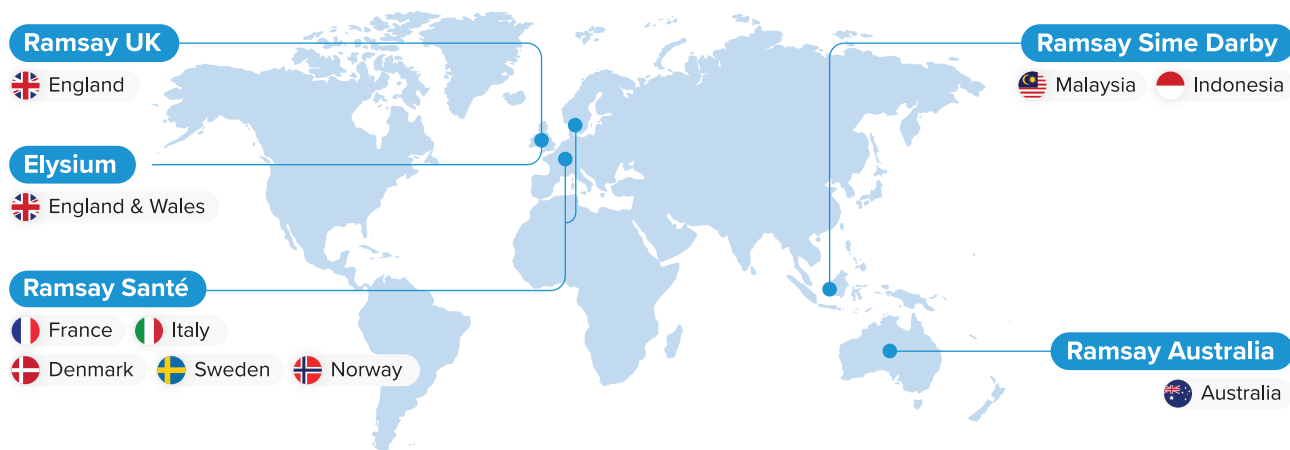 Ramsay UK
England
Elysium
England & Wales
Ramsay Santé
France Italy
Denmark Sweden Norway
Ramsay Sime Darby
Malaysia Indonesia
Ramsay Australia
Australia